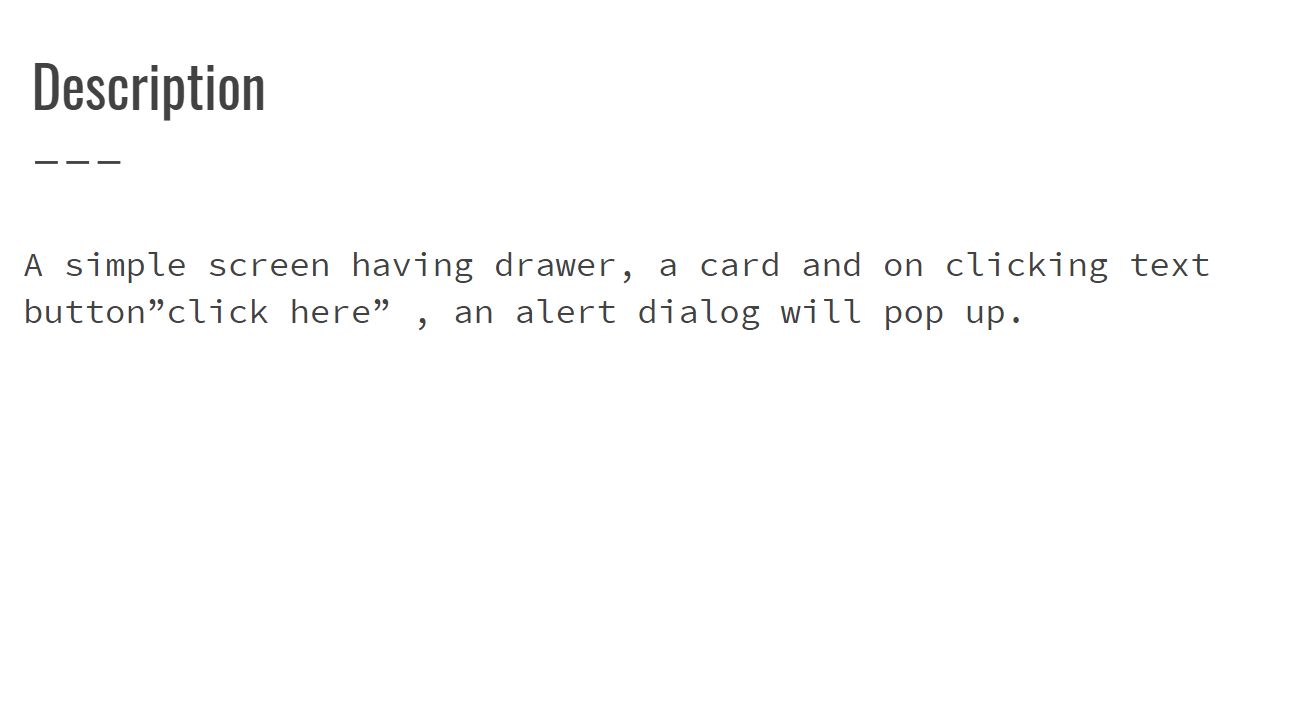 Description
———
A simple screen having drawer, a card and on clicking text
button”click here” , an alert dialog will pop up.